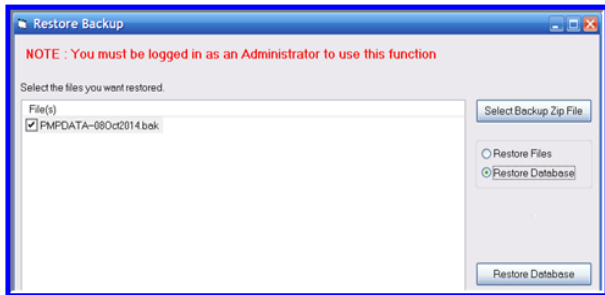 Restore Backup
NOTE : You must be logged in as an Administrator to use this function
Select the files you want restored.
File(s)
PMPDATA-08Oct2014.bak
Select Backup Zip File
Restore Files
Restore Database
Restore Database